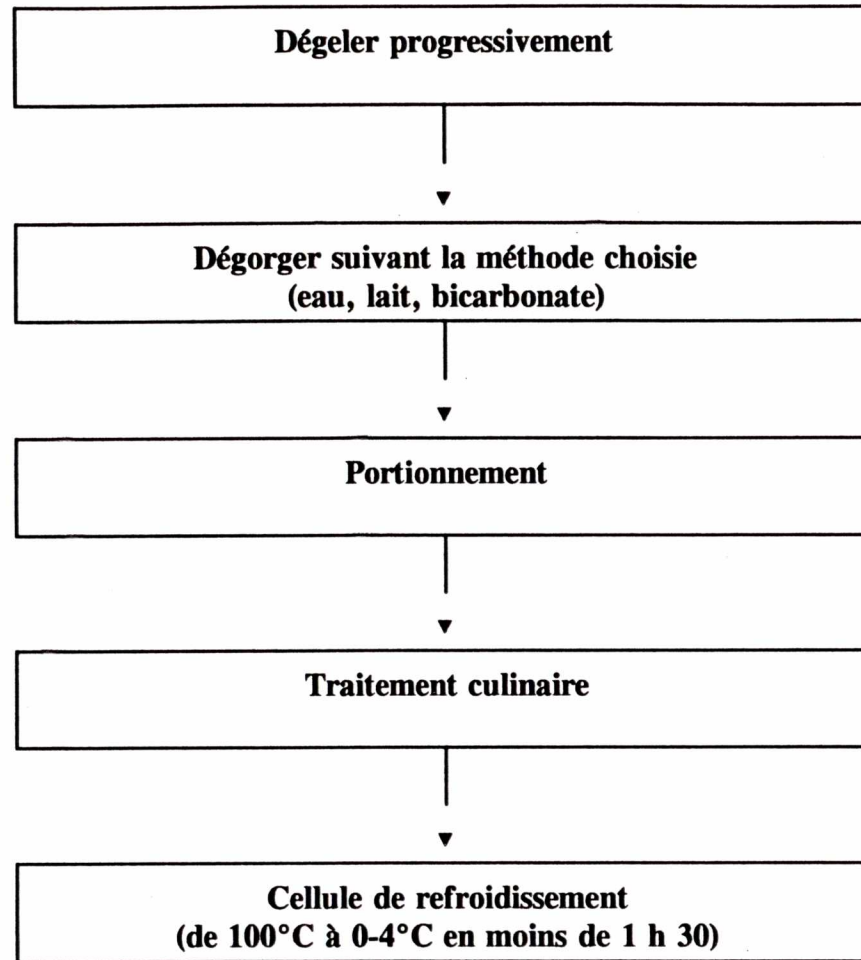 Dégeler progressivement
Dégorger suivant la méthode choisie
(eau, lait, bicarbonate)
Portionnement
Traitement culinaire
Cellule de refroidissement
(de 100°C à 0-4°C en moins de 1 h 30)